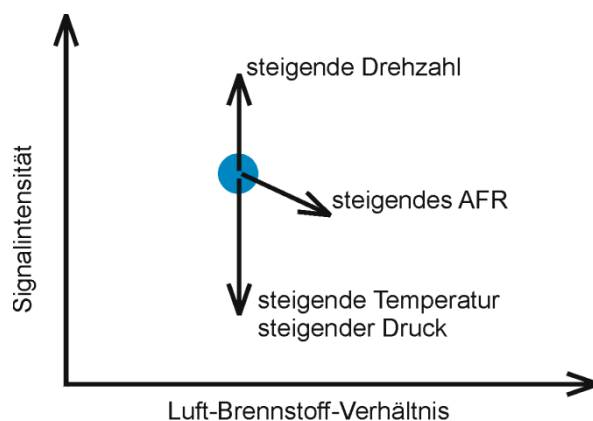 steigende Drehzahl
steigendes AFR
steigende Temperatur
steigender Druck
Signalintensität
Luft-Brennstoff-Verhältnis